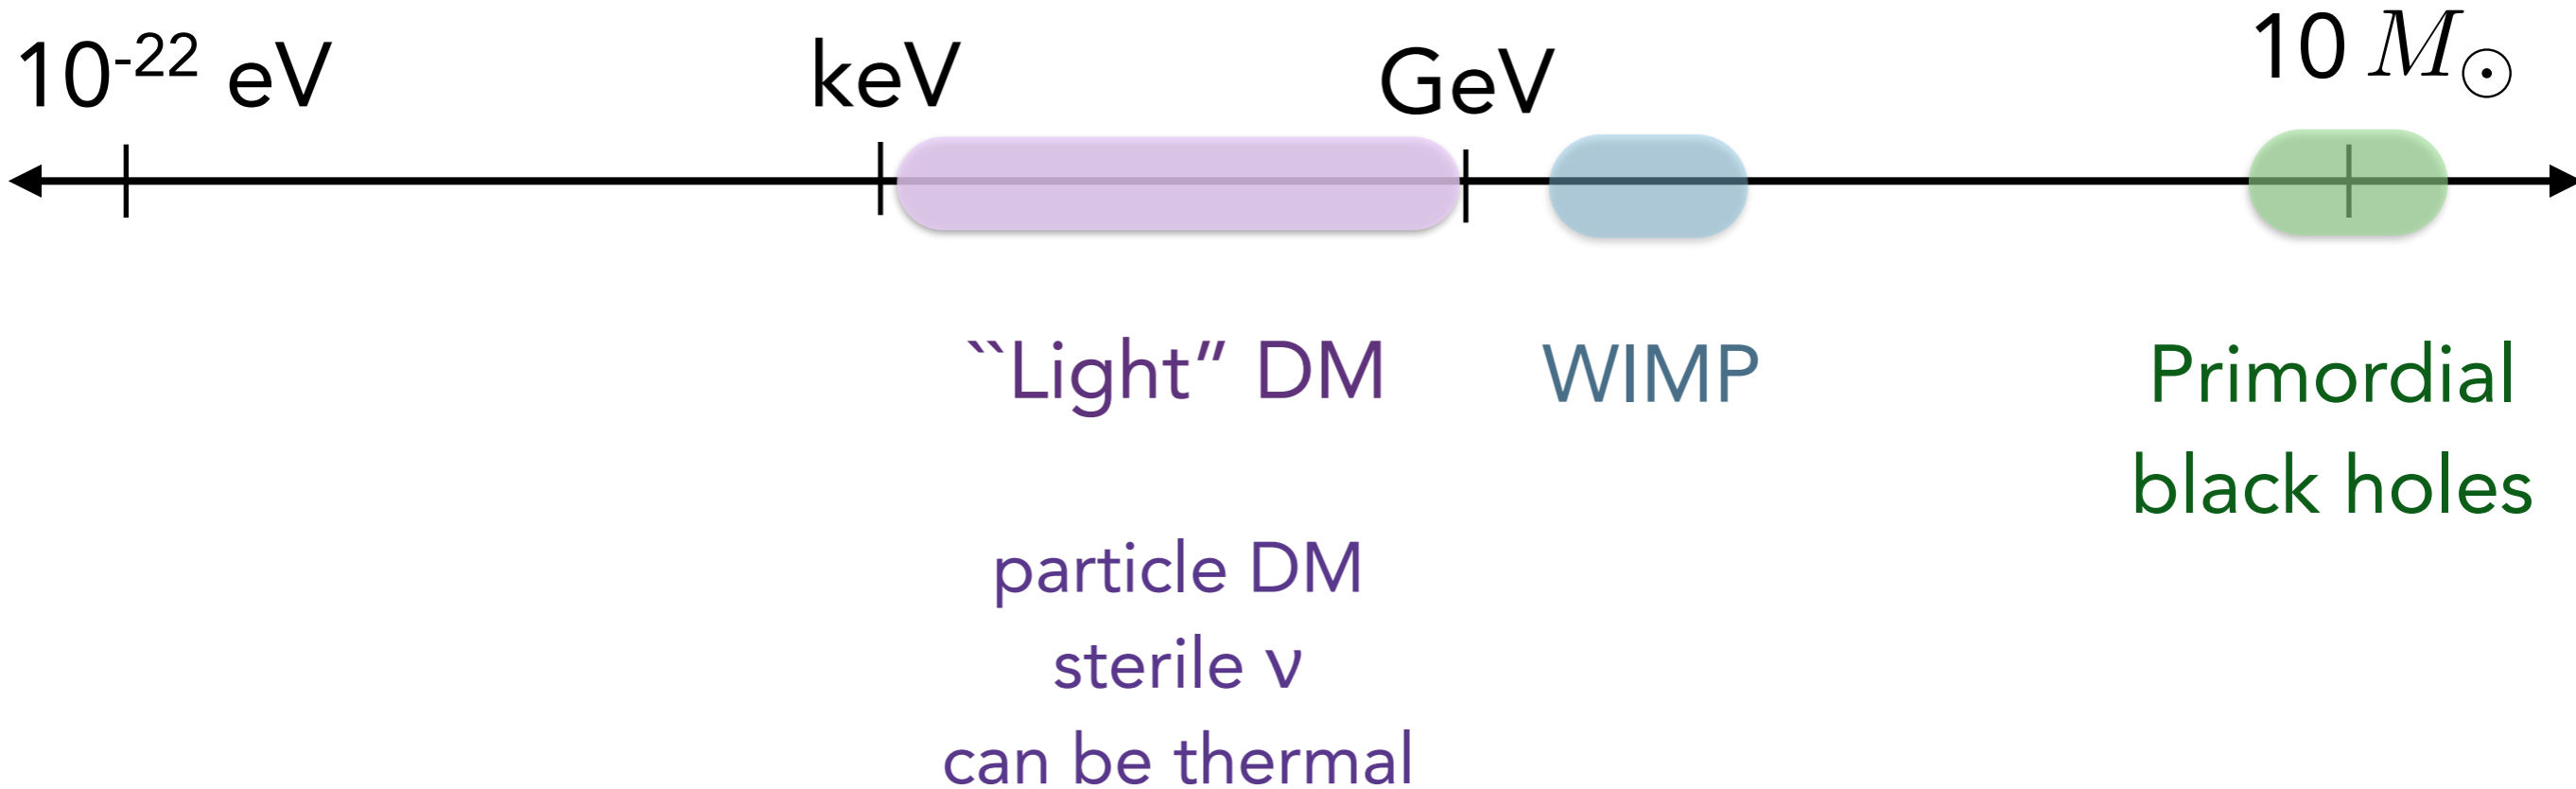 10⁻²² eV
keV
GeV
10 M☉
``Light” DM
WIMP
Primordial
black holes
particle DM
sterile ν
can be thermal